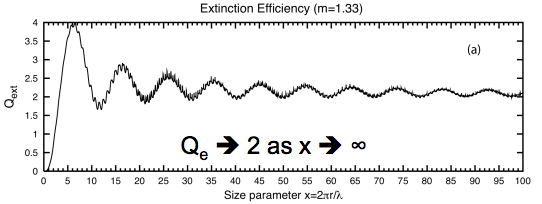 Extinction Efficiency (m=1.33)
4
3.5
3
2.5
2
1.5
1
0.5
0
Qext
(a)
Qe ➔ 2 as x ➔ ∞
0 5 10 15 20 25 30 35 40 45 50 55 60 65 70 75 80 85 90 95 100
Size parameter x=2πr/λ